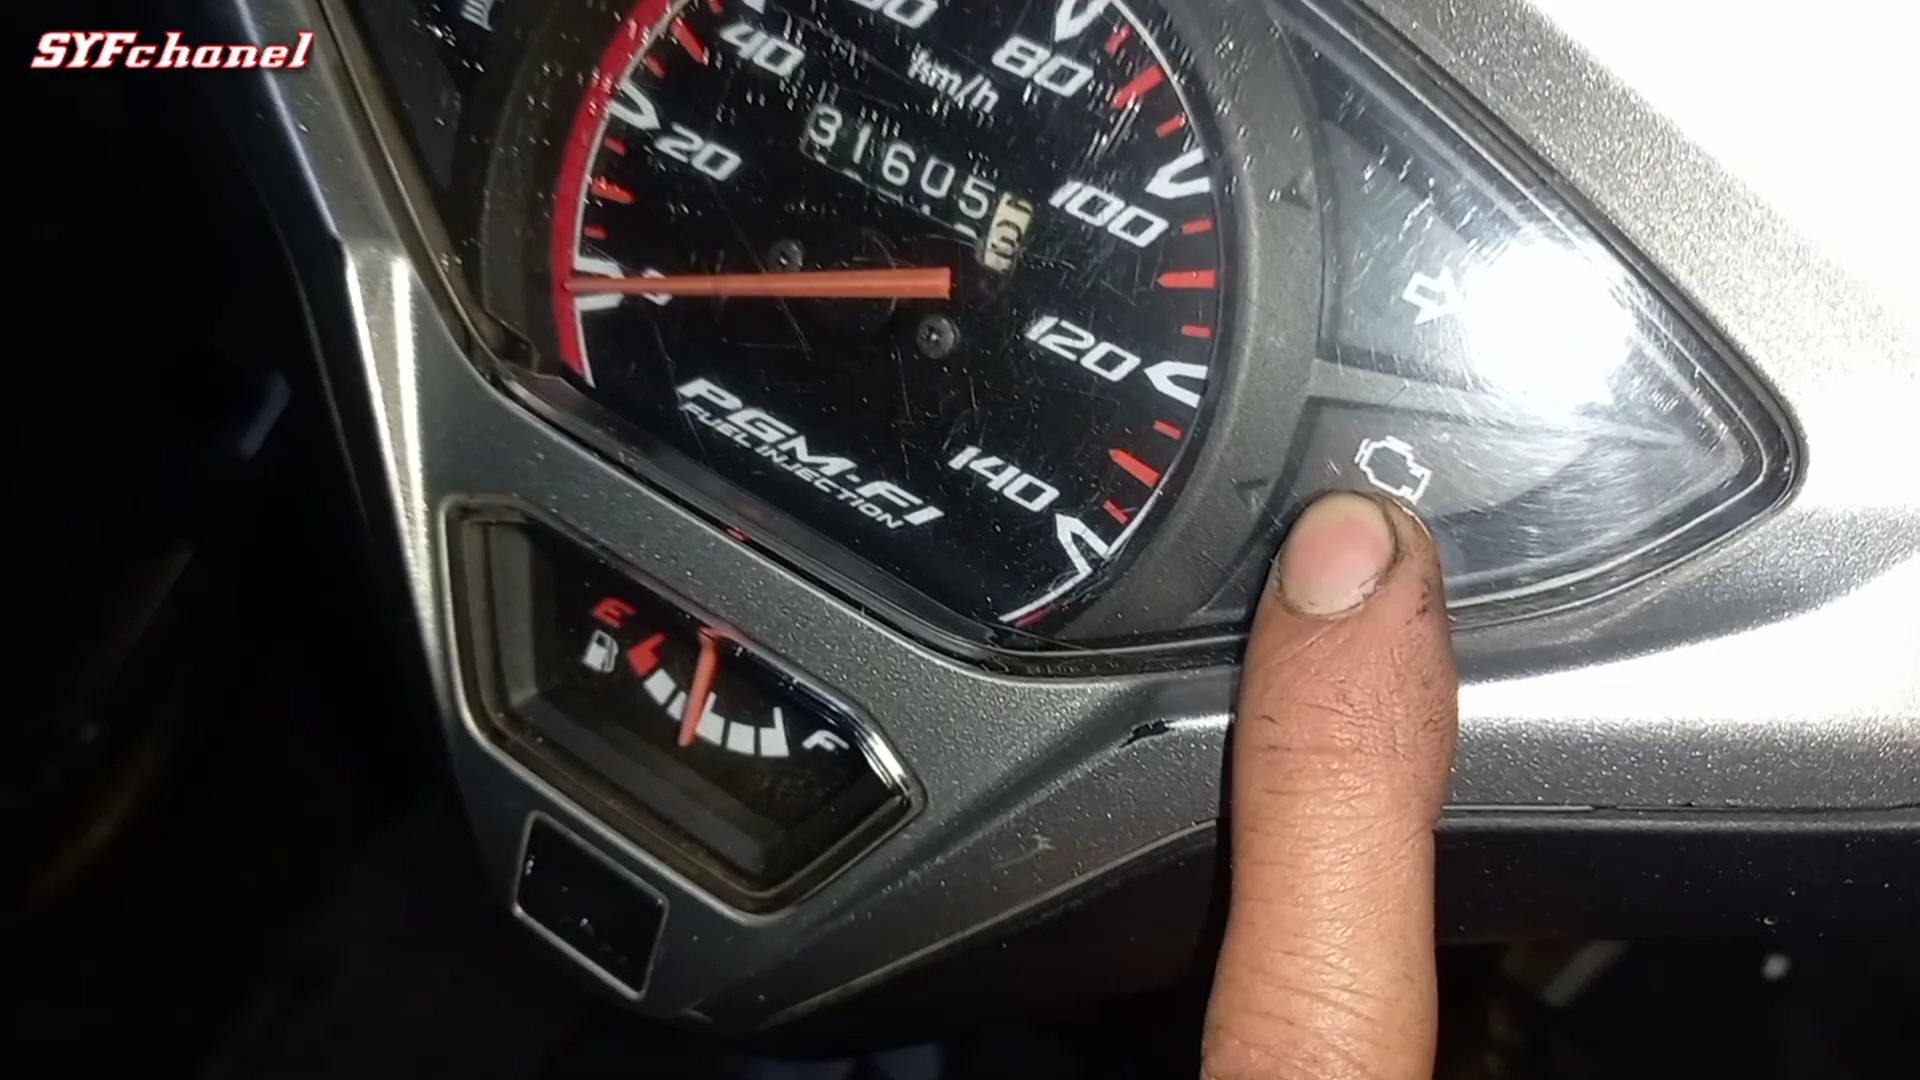 SYFchanel
40
80
km/h
20
31605
100
120
140
PGM-FI
FUEL INJECTION
E
F